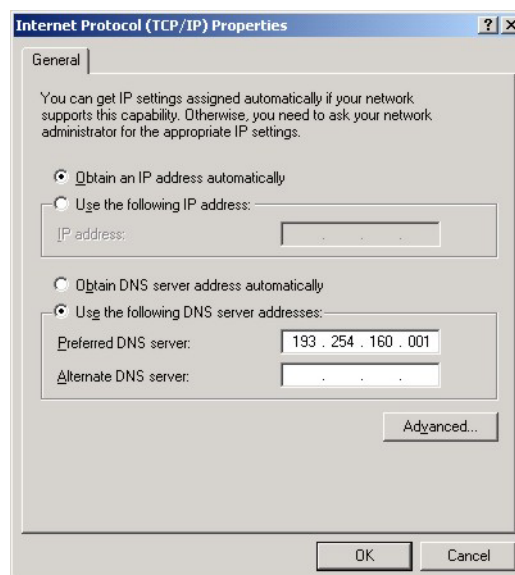 Internet Protocol (TCP/IP) Properties
General
You can get IP settings assigned automatically if your network
supports this capability. Otherwise, you need to ask your network
administrator for the appropriate IP settings.
Obtain an IP address automatically
Use the following IP address:
IP address:
Obtain DNS server address automatically
Use the following DNS server addresses:
Preferred DNS server: 193 . 254 . 160 . 001
Alternate DNS server: . . .
Advanced...
OK Cancel